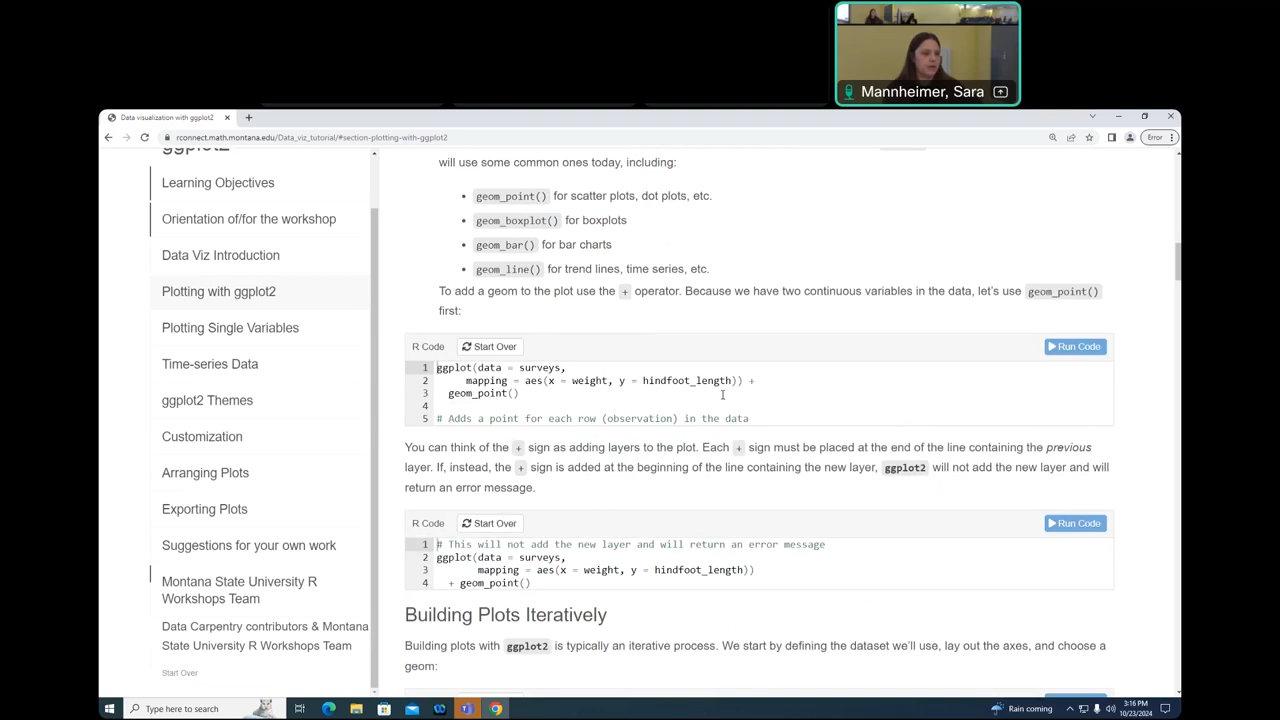 Mannheimer, Sara
Data visualization with ggplot2
rconnect.math.montana.edu/Data_viz_tutorial/#section-plotting-with-ggplot2
Error
ggplot2
Learning Objectives
Orientation of/for the workshop
Data Viz Introduction
Plotting with ggplot2
Plotting Single Variables
Time-series Data
ggplot2 Themes
Customization
Arranging Plots
Exporting Plots
Suggestions for your own work
Montana State University R
Workshops Team
Data Carpentry contributors & Montana
State University R Workshops Team
Start Over
will use some common ones today, including:
• geom_point() for scatter plots, dot plots, etc.
• geom_boxplot() for boxplots
• geom_bar() for bar charts
• geom_line() for trend lines, time series, etc.
To add a geom to the plot use the + operator. Because we have two continuous variables in the data, let's use geom_point()
first:
R Code Start Over Run Code
1 ggplot(data = surveys,
2 mapping = aes(x = weight, y = hindfoot_length)) +
3 geom_point()
4
5 # Adds a point for each row (observation) in the data
You can think of the + sign as adding layers to the plot. Each + sign must be placed at the end of the line containing the previous
layer. If, instead, the + sign is added at the beginning of the line containing the new layer, ggplot2 will not add the new layer and will
return an error message.
R Code Start Over Run Code
1 # This will not add the new layer and will return an error message
2 ggplot(data = surveys,
3 mapping = aes(x = weight, y = hindfoot_length))
4 + geom_point()
Building Plots Iteratively
Building plots with ggplot2 is typically an iterative process. We start by defining the dataset we'll use, lay out the axes, and choose a
geom:
Type here to search
Rain coming
3:16 PM
10/23/2024